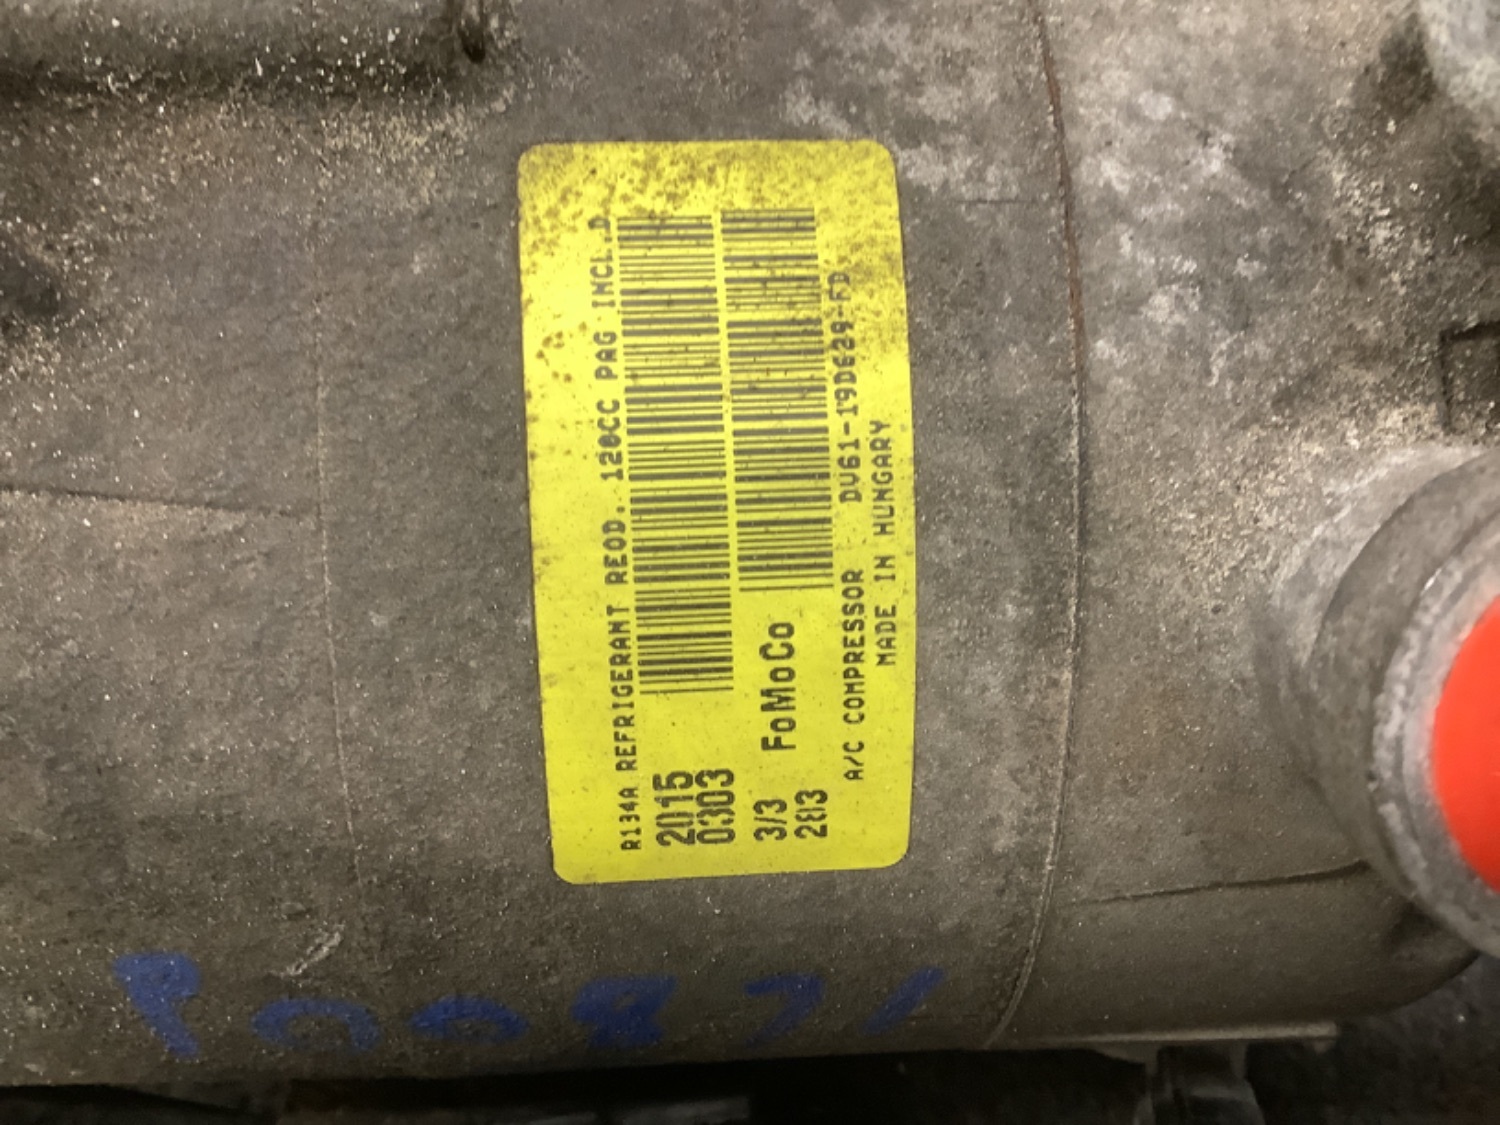 R134A REFRIGERANT REQD. 120CC PAG INCL.D
2015
0303
3/3 FoMoCo
283
A/C COMPRESSOR DV61-19D629-FD
MADE IN HUNGARY